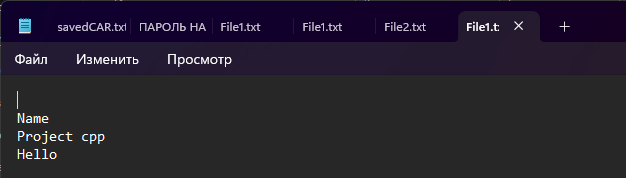 savedCAR.txt ПАРОЛЬ НА File1.txt File1.txt File2.txt File1.t
Файл Изменить Просмотр
Name
Project cpp
Hello